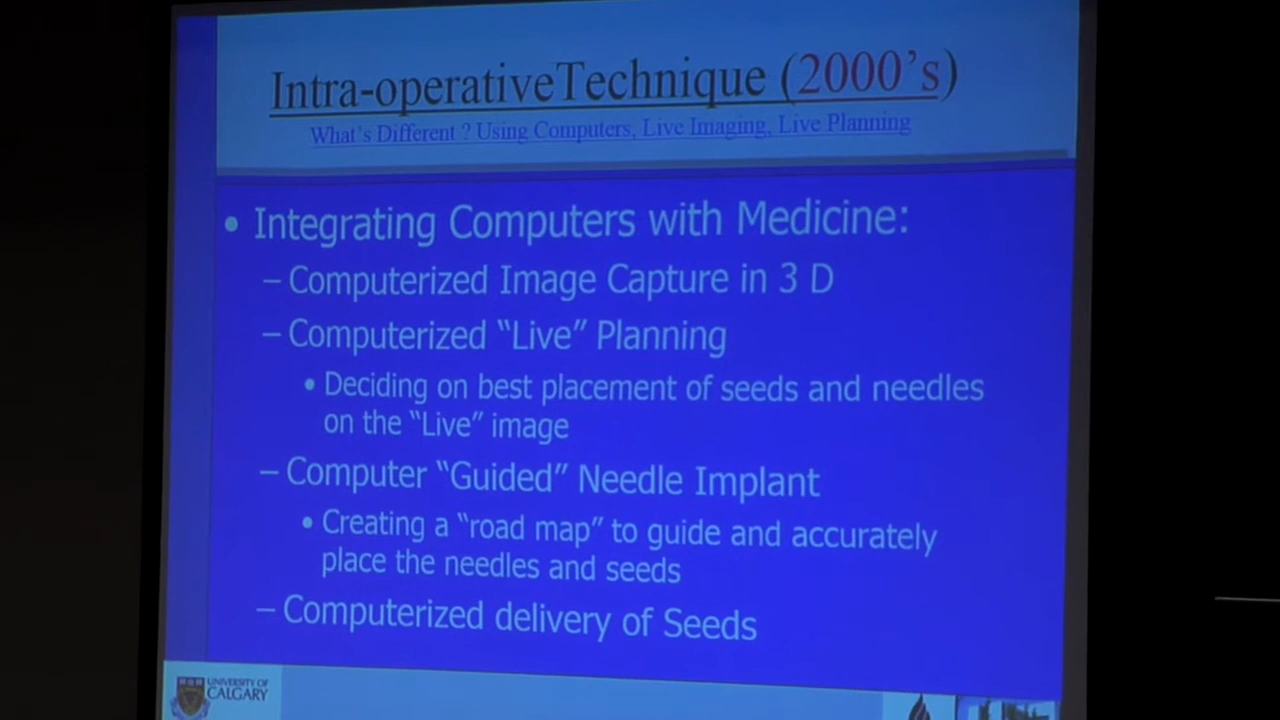 Intra-operativeTechnique (2000's)
What's Different ? Using Computers, Live Imaging, Live Planning
• Integrating Computers with Medicine:
– Computerized Image Capture in 3 D
– Computerized “Live” Planning
• Deciding on best placement of seeds and needles
on the “Live” image
– Computer “Guided” Needle Implant
• Creating a “road map” to guide and accurately
place the needles and seeds
– Computerized delivery of Seeds
UNIVERSITY OF
CALGARY